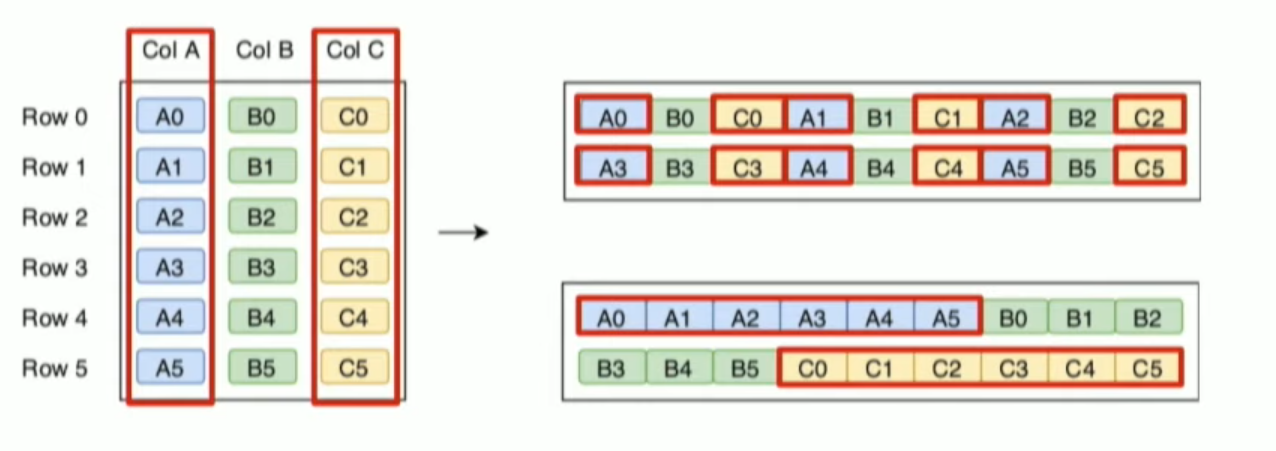 Col A Col B Col C
Row 0 A0 B0 C0
Row 1 A1 B1 C1
Row 2 A2 B2 C2
Row 3 A3 B3 C3
Row 4 A4 B4 C4
Row 5 A5 B5 C5
A0 B0 C0 A1 B1 C1 A2 B2 C2
A3 B3 C3 A4 B4 C4 A5 B5 C5
A0 A1 A2 A3 A4 A5 B0 B1 B2
B3 B4 B5 C0 C1 C2 C3 C4 C5